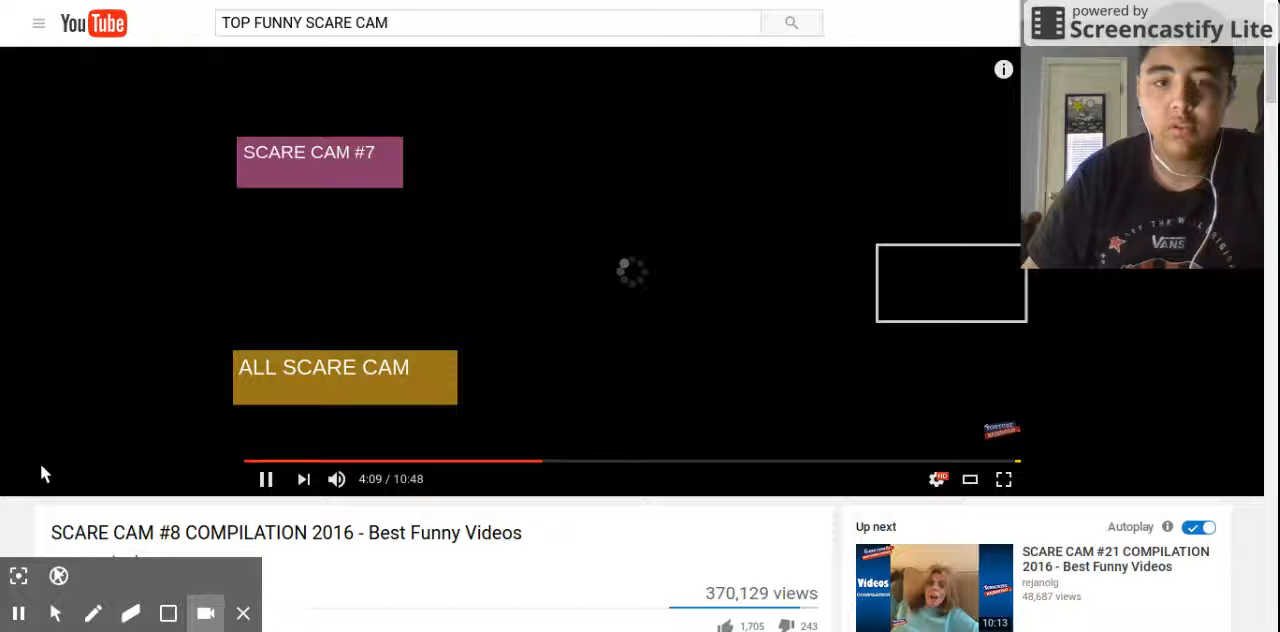 YouTube
TOP FUNNY SCARE CAM
powered by
Screencastify Lite
SCARE CAM #7
VANS
ALL SCARE CAM
4:09 / 10:48
HD
SCARE CAM #8 COMPILATION 2016 - Best Funny Videos
370,129 views
1,705
243
Up next
Autoplay
SCARE CAM #21 COMPILATION
2016 - Best Funny Videos
rejanolg
48,687 views
Videos
10:13